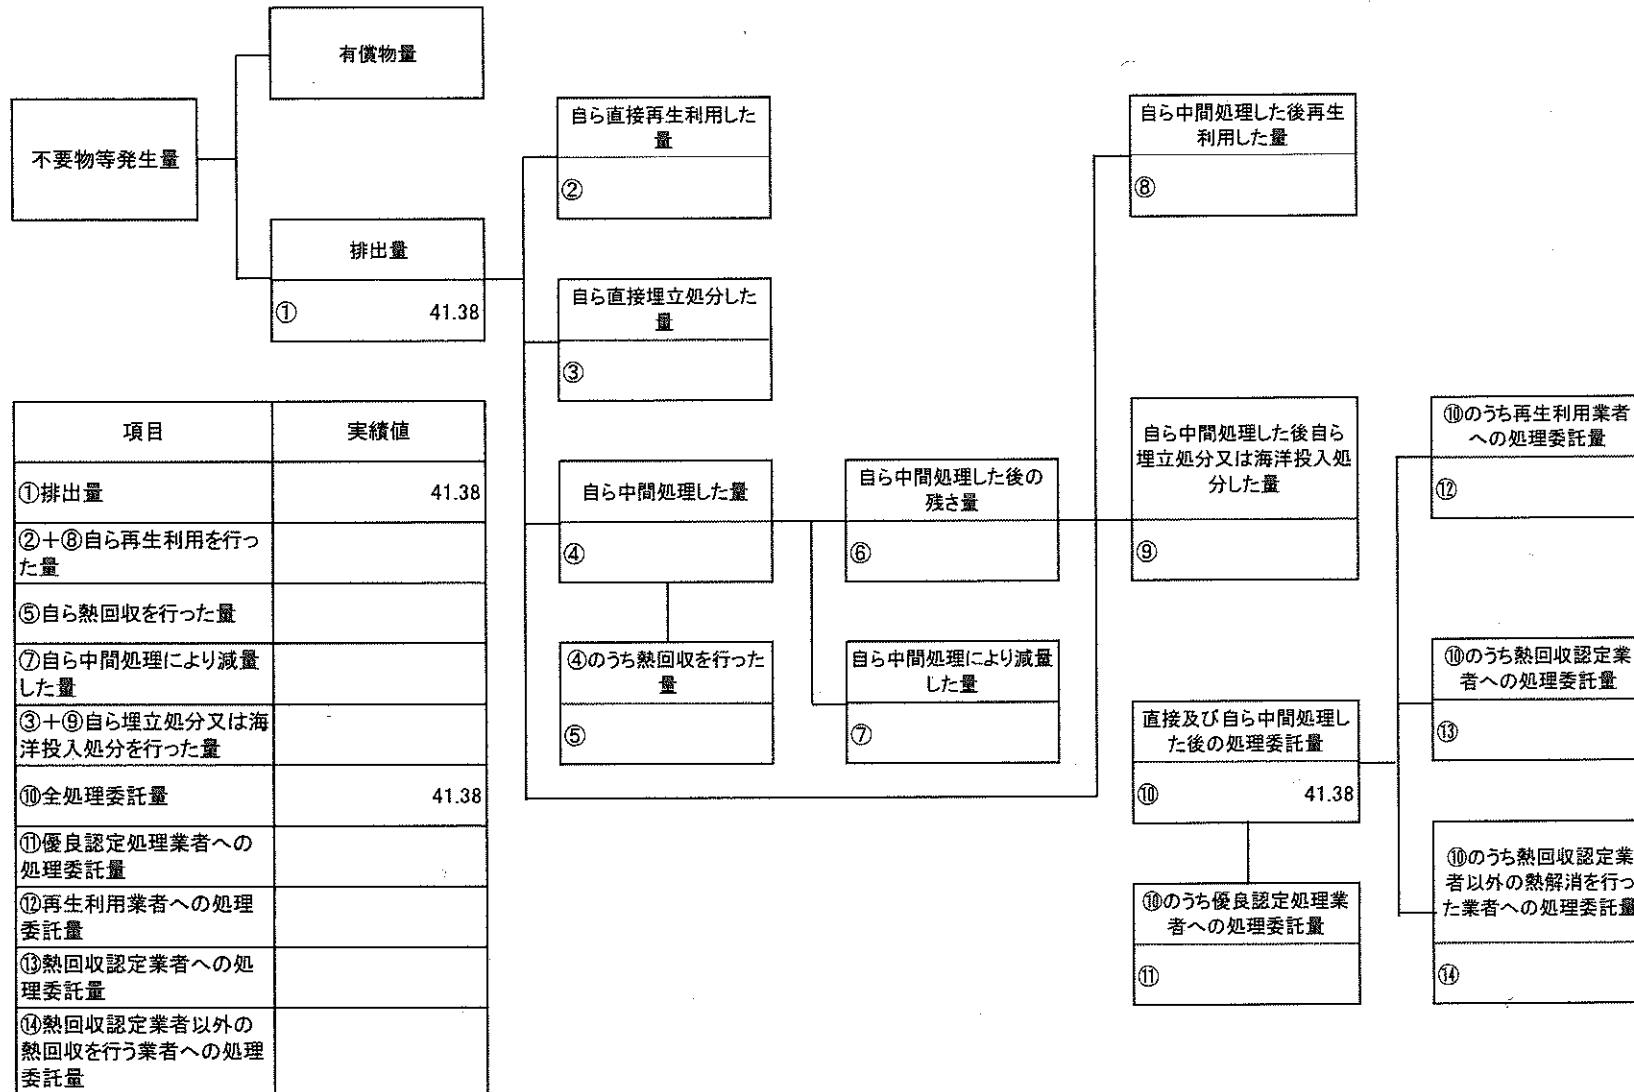 有償物量
不要物等発生量
排出量
① 41.38
自ら直接再生利用した
量
②
自ら直接埋立処分した
量
③
自ら中間処理した量
④
④のうち熱回収を行った
量
⑤
自ら中間処理した後の
残さ量
⑥
自ら中間処理により減量
した量
⑦
自ら中間処理した後再生
利用した量
⑧
自ら中間処理した後自ら
埋立処分又は海洋投入処
分した量
⑨
直接及び自ら中間処理し
た後の処理委託量
⑩ 41.38
⑩のうち優良認定処理業
者への処理委託量
⑪
⑩のうち再生利用業者
への処理委託量
⑫
⑩のうち熱回収認定業
者への処理委託量
⑬
⑩のうち熱回収認定業
者以外の熱解消を行っ
た業者への処理委託量
⑭
項目 実績値
①排出量 41.38
②+⑧自ら再生利用を行っ
た量
⑤自ら熱回収を行った量
⑦自ら中間処理により減量
した量
③+⑨自ら埋立処分又は海
洋投入処分を行った量
⑩全処理委託量 41.38
⑪優良認定処理業者への
処理委託量
⑫再生利用業者への処理
委託量
⑬熱回収認定業者への処
理委託量
⑭熱回収認定業者以外の
熱回収を行う業者への処理
委託量